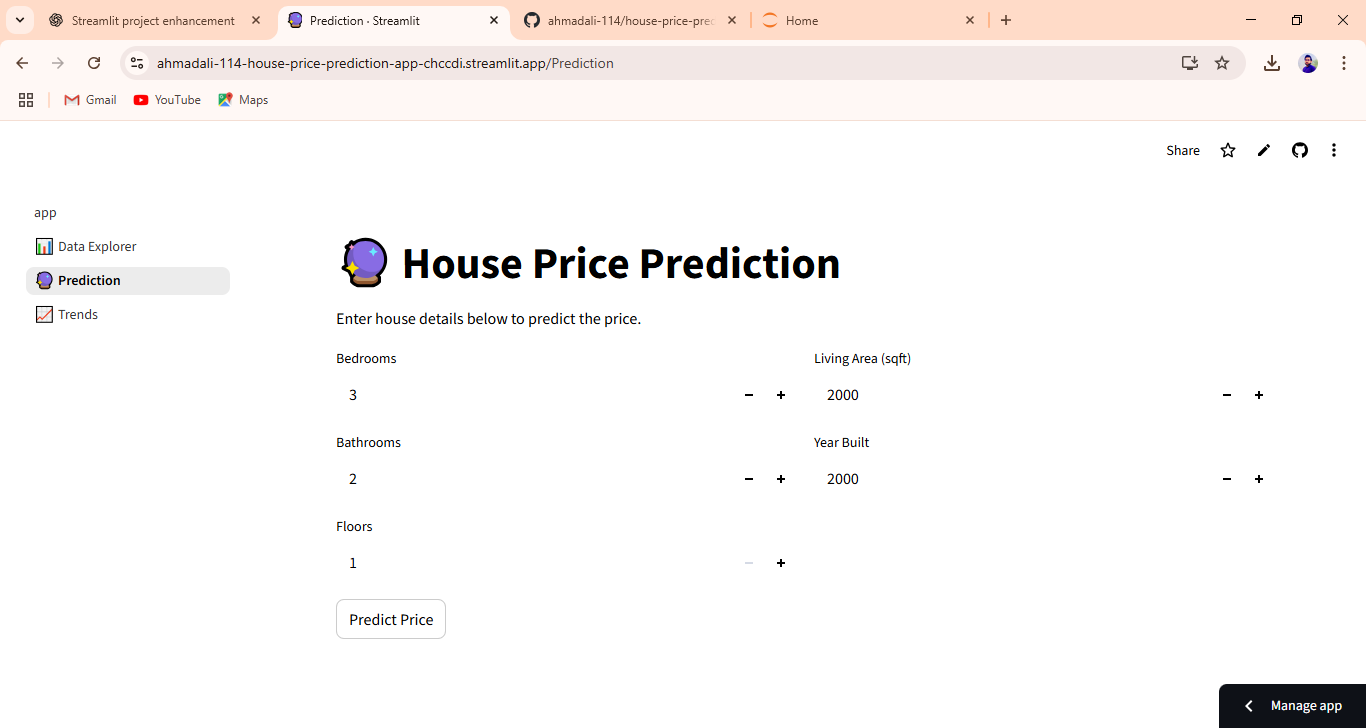 Streamlit project enhancement
Prediction · Streamlit
ahmadali-114/house-price-pre
Home
ahmadali-114-house-price-prediction-app-chccdi.streamlit.app/Prediction
Gmail
YouTube
Maps
Share
app
Data Explorer
Prediction
Trends
House Price Prediction
Enter house details below to predict the price.
Bedrooms
Living Area (sqft)
3
2000
Bathrooms
Year Built
2
2000
Floors
1
Predict Price
Manage app